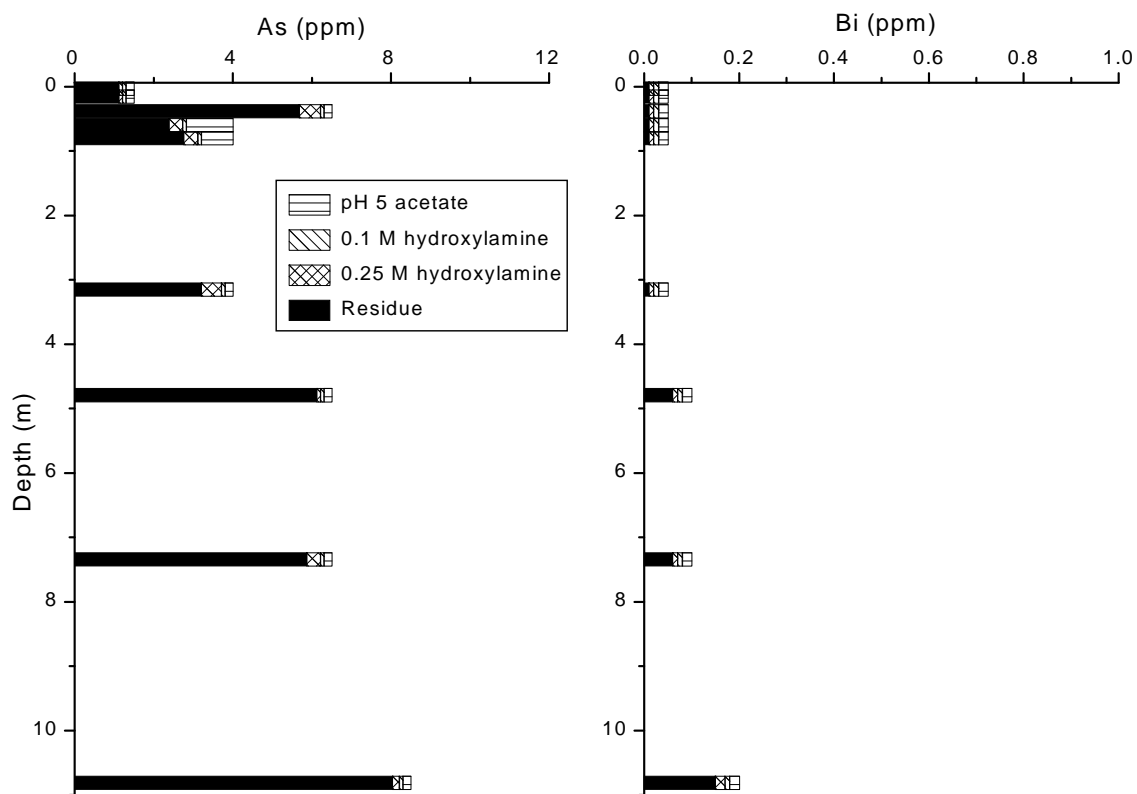 As (ppm)
0 4 8 12
Bi (ppm)
0.0 0.2 0.4 0.6 0.8 1.0
Depth (m)
0
2
4
6
8
10
pH 5 acetate
0.1 M hydroxylamine
0.25 M hydroxylamine
Residue
0
2
4
6
8
10